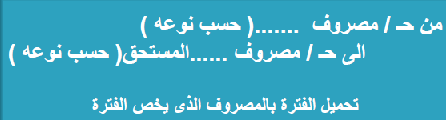 من حـ / مصروف .......( حسب نوعه )
الى حـ / مصروف ......المستحق( حسب نوعه )
تحميل الفترة بالمصروف الذى يخص الفترة